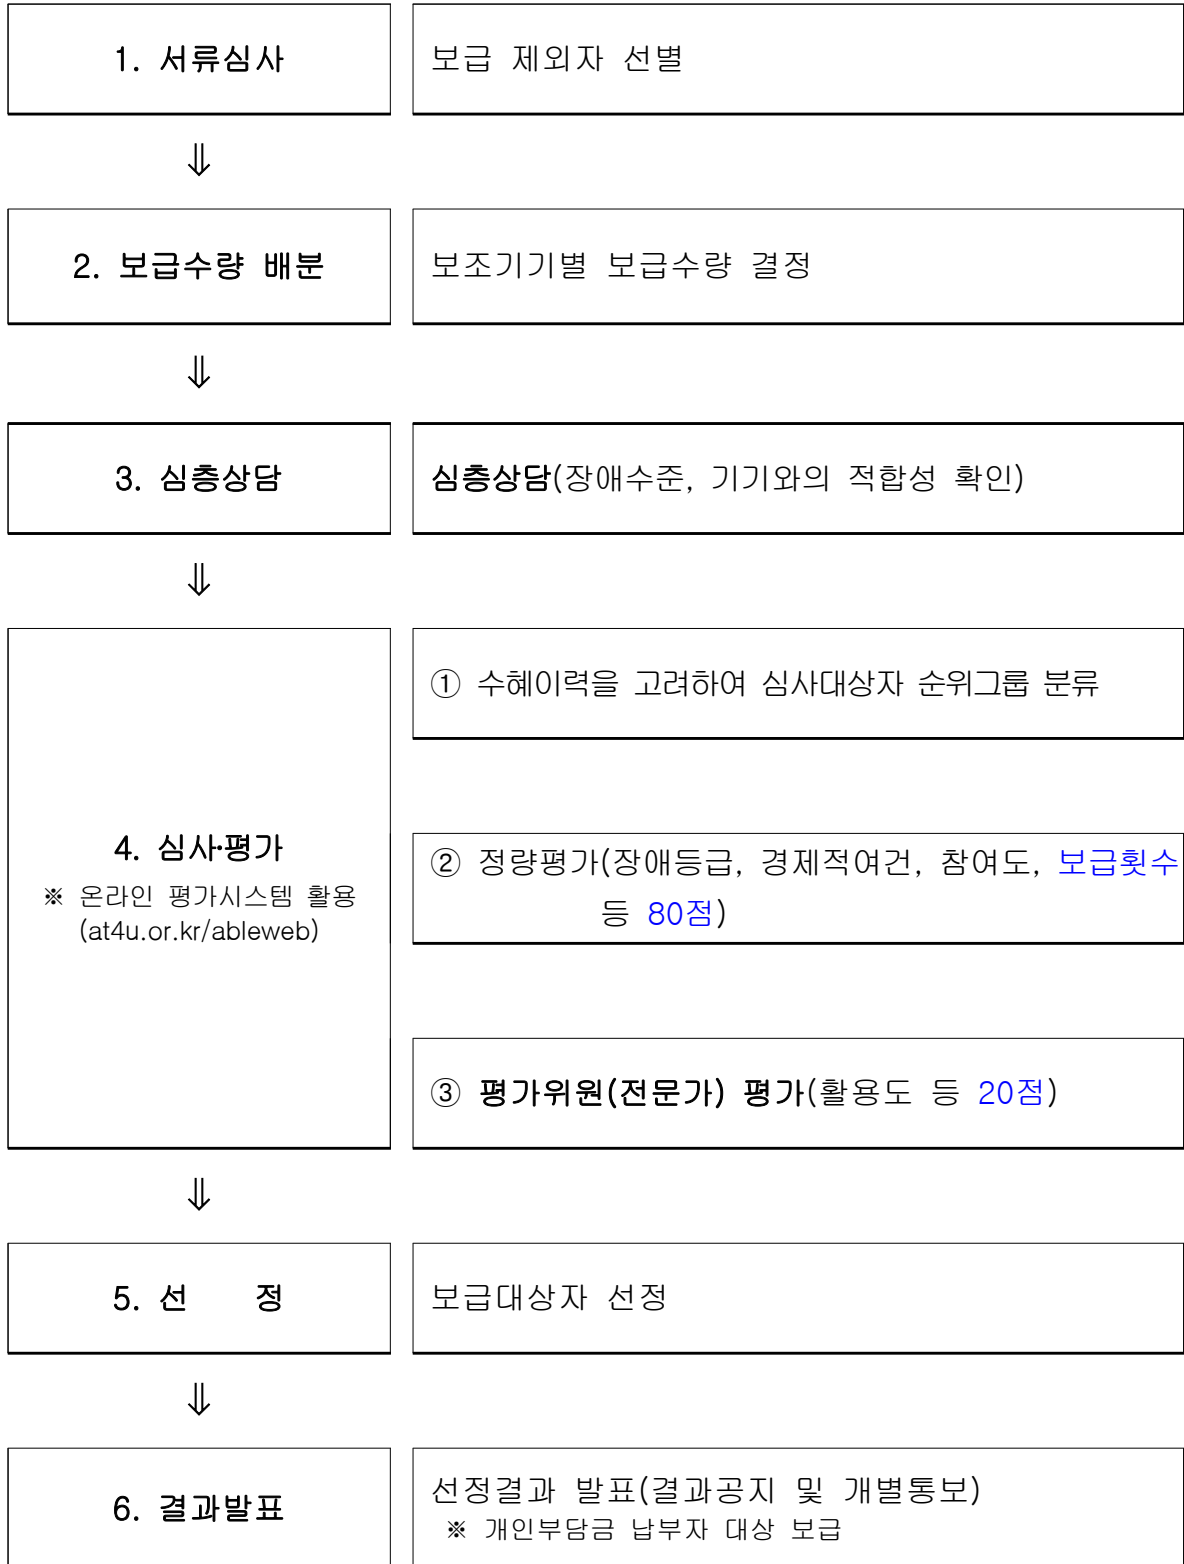 1. 서류심사
보급 제외자 선별
⇓
2. 보급수량 배분
보조기기별 보급수량 결정
⇓
3. 심층상담
심층상담(장애수준, 기기와의 적합성 확인)
⇓
4. 심사·평가
※ 온라인 평가시스템 활용
(at4u.or.kr/ableweb)
① 수혜이력을 고려하여 심사대상자 순위그룹 분류
② 정량평가(장애등급, 경제적여건, 참여도, 보급횟수
등 80점)
③ 평가위원(전문가) 평가(활용도 등 20점)
⇓
5. 선 정
보급대상자 선정
⇓
6. 결과발표
선정결과 발표(결과공지 및 개별통보)
※ 개인부담금 납부자 대상 보급